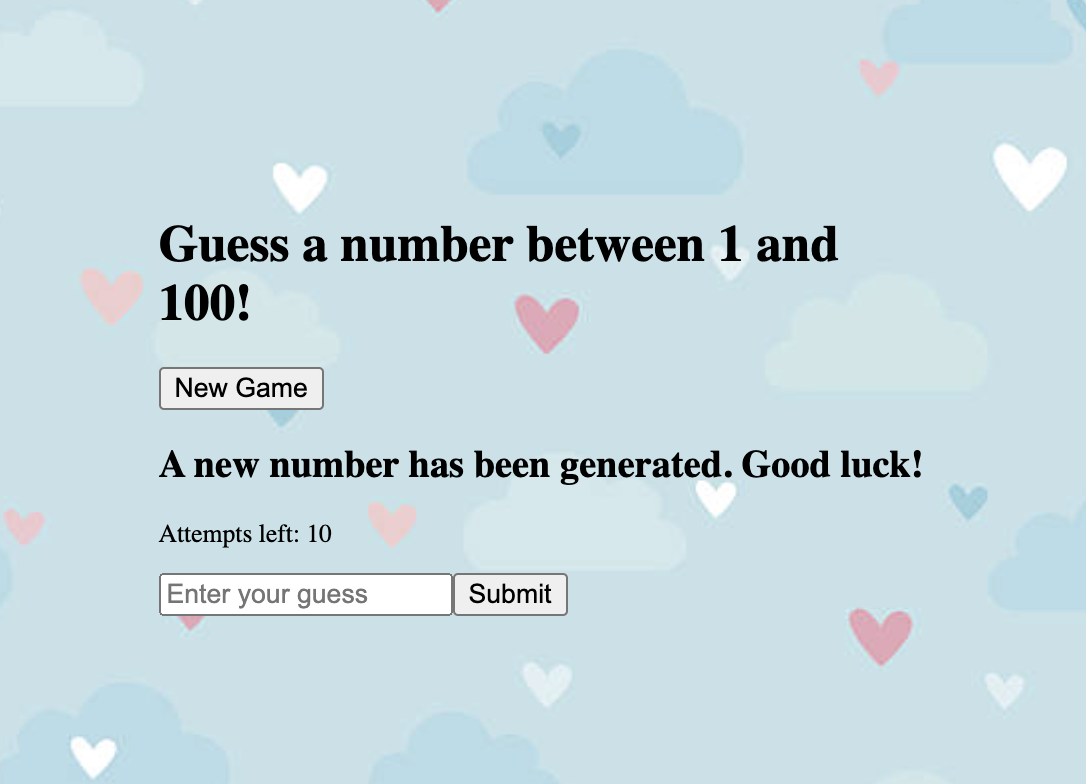 Guess a number between 1 and
100!
New Game
A new number has been generated. Good luck!
Attempts left: 10
Enter your guess Submit